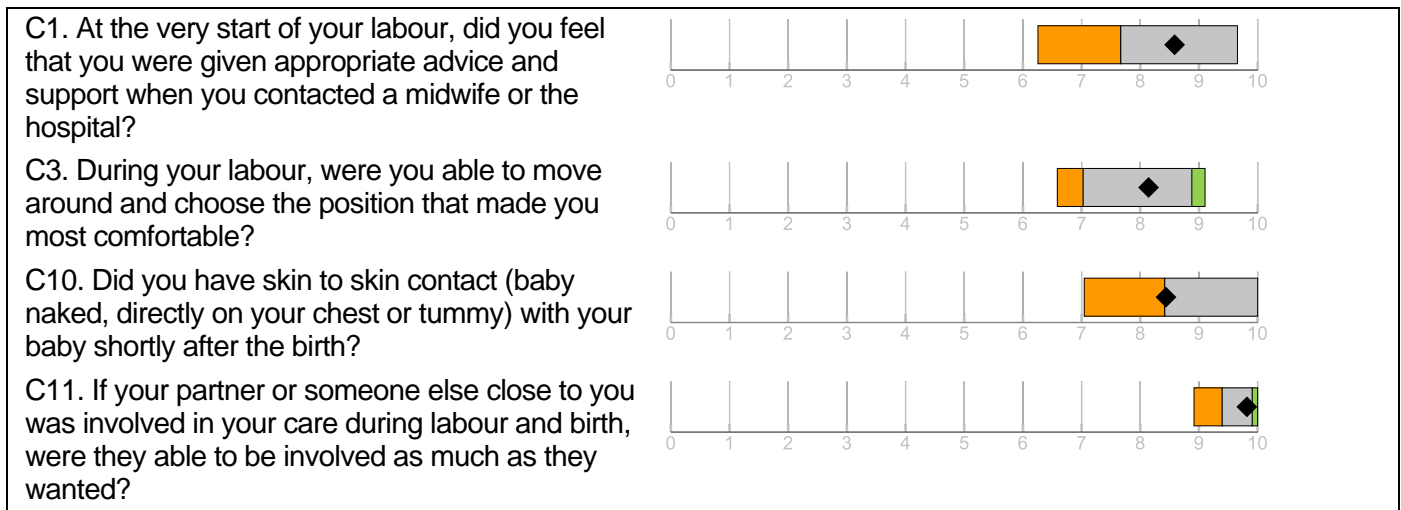 C1. At the very start of your labour, did you feel
that you were given appropriate advice and
support when you contacted a midwife or the
hospital?
0 1 2 3 4 5 6 7 8 9 10
C3. During your labour, were you able to move
around and choose the position that made you
most comfortable?
0 1 2 3 4 5 6 7 8 9 10
C10. Did you have skin to skin contact (baby
naked, directly on your chest or tummy) with your
baby shortly after the birth?
0 1 2 3 4 5 6 7 8 9 10
C11. If your partner or someone else close to you
was involved in your care during labour and birth,
were they able to be involved as much as they
wanted?
0 1 2 3 4 5 6 7 8 9 10